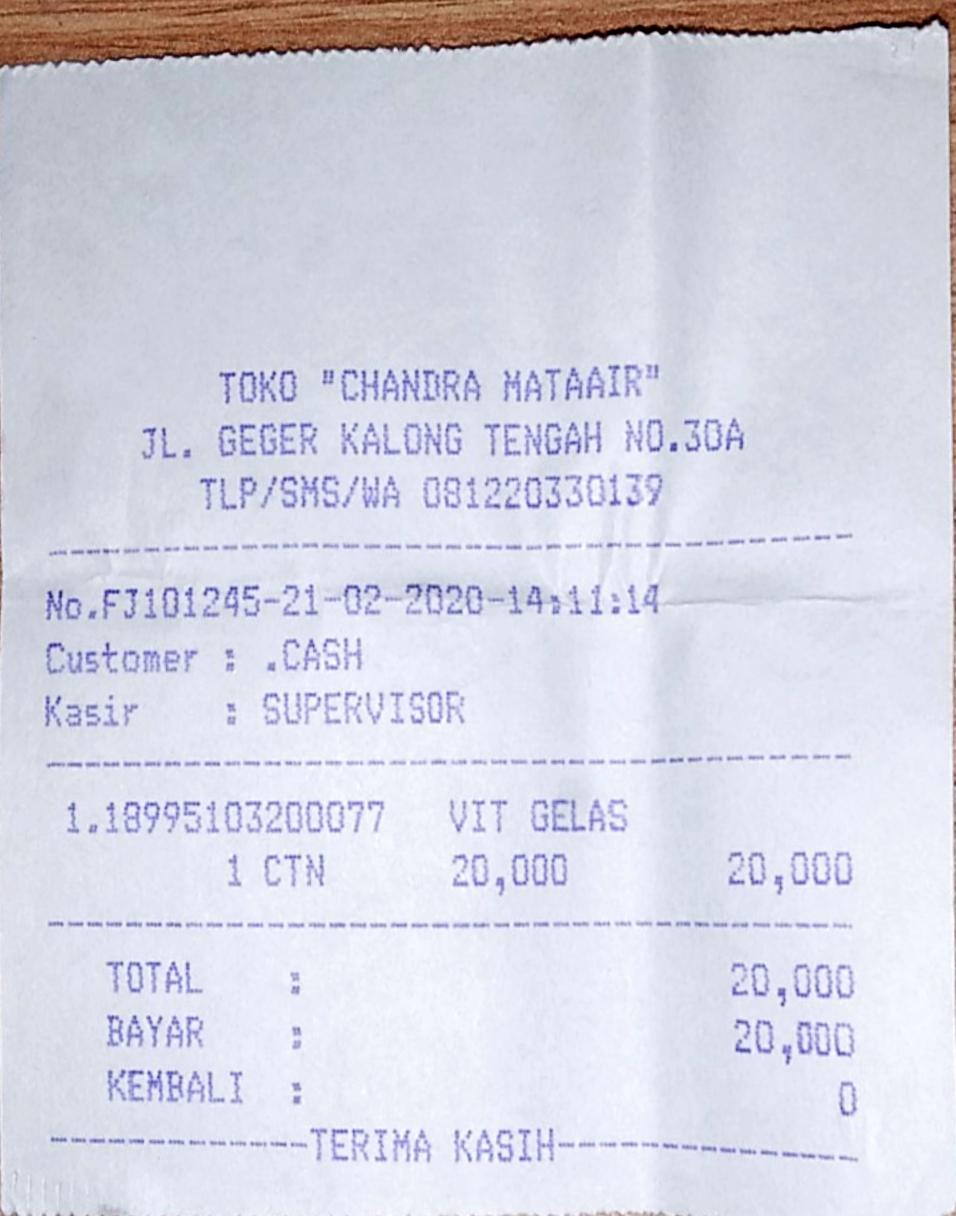 TOKO "CHANDRA MATAAIR"
JL. GEGER KALONG TENGAH NO.30A
TLP/SMS/WA 081220330139
No.FJ101245-21-02-2020-14:11:14
Customer : .CASH
Kasir : SUPERVISOR
1.18995103200077 VIT GELAS
1 CTN 20,000 20,000
TOTAL : 20,000
BAYAR : 20,000
KEMBALI : 0
------------TERIMA KASIH------------